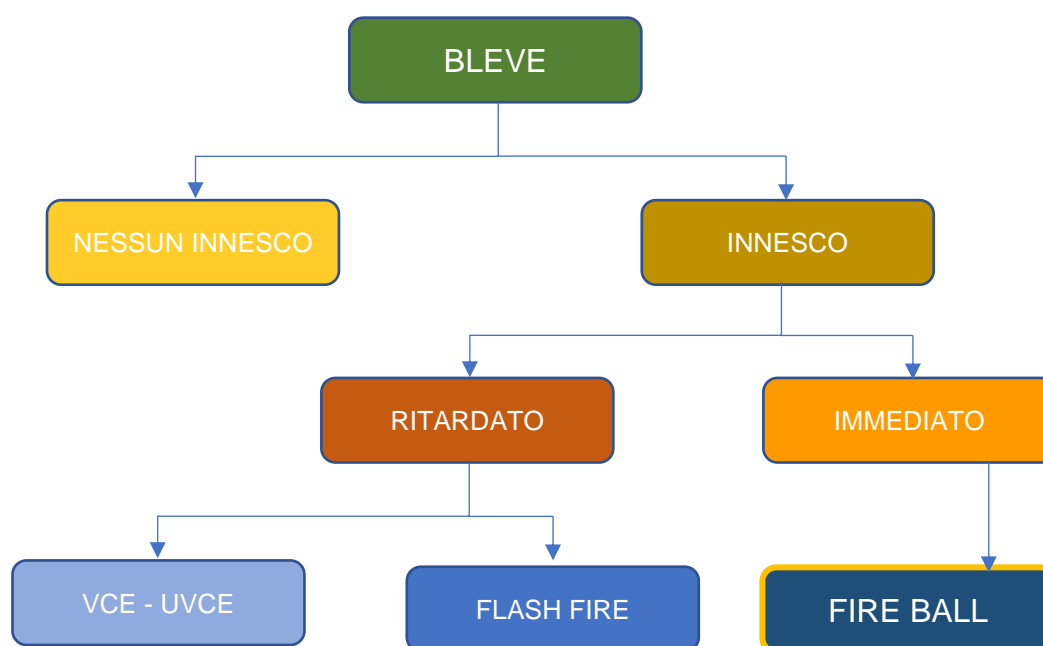 BLEVE
NESSUN INNESCO
INNESCO
RITARDATO
IMMEDIATO
VCE - UVCE
FLASH FIRE
FIRE BALL